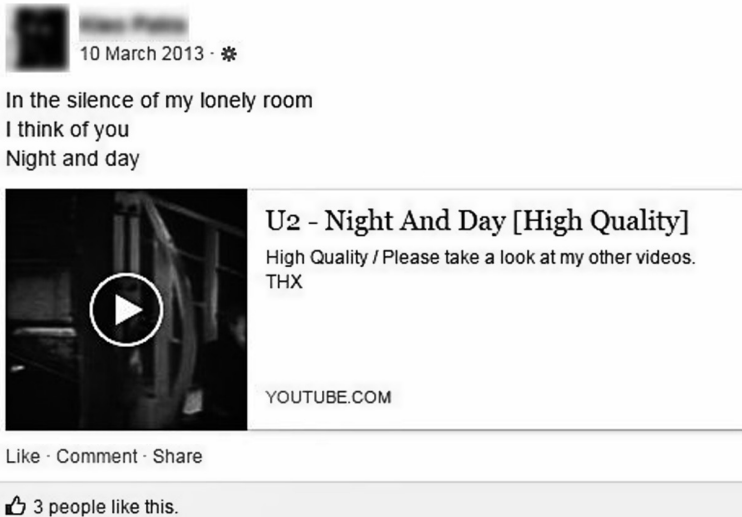 10 March 2013 ·
In the silence of my lonely room
I think of you
Night and day
U2 - Night And Day [High Quality]
High Quality / Please take a look at my other videos.
THX
YOUTUBE.COM
Like · Comment · Share
3 people like this.